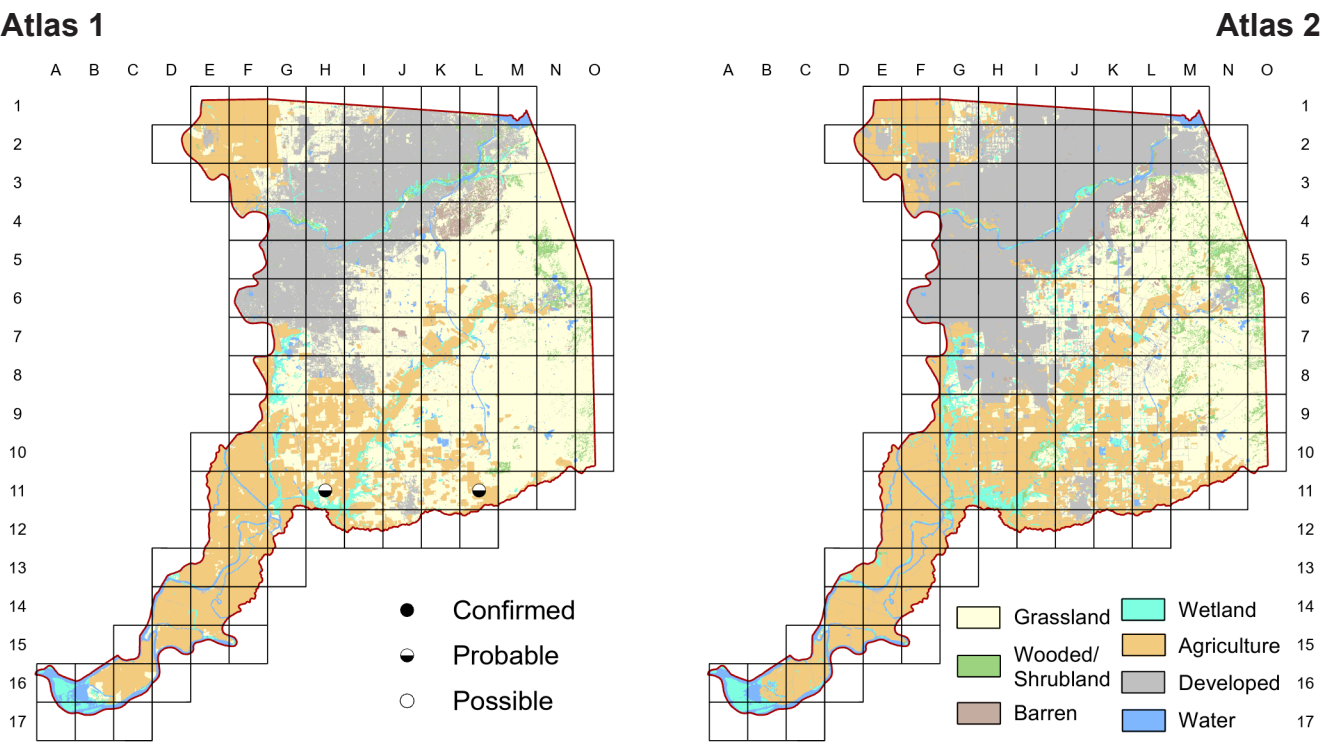 Atlas 1
Atlas 2
A B C D E F G H I J K L M N O
A B C D E F G H I J K L M N O
1
2
3
4
5
6
7
8
9
10
11
12
13
14
15
16
17
1
2
3
4
5
6
7
8
9
10
11
12
13
14
15
16
17
Confirmed
Probable
Possible
Grassland
Wooded/
Shrubland
Barren
Wetland
Agriculture
Developed
Water